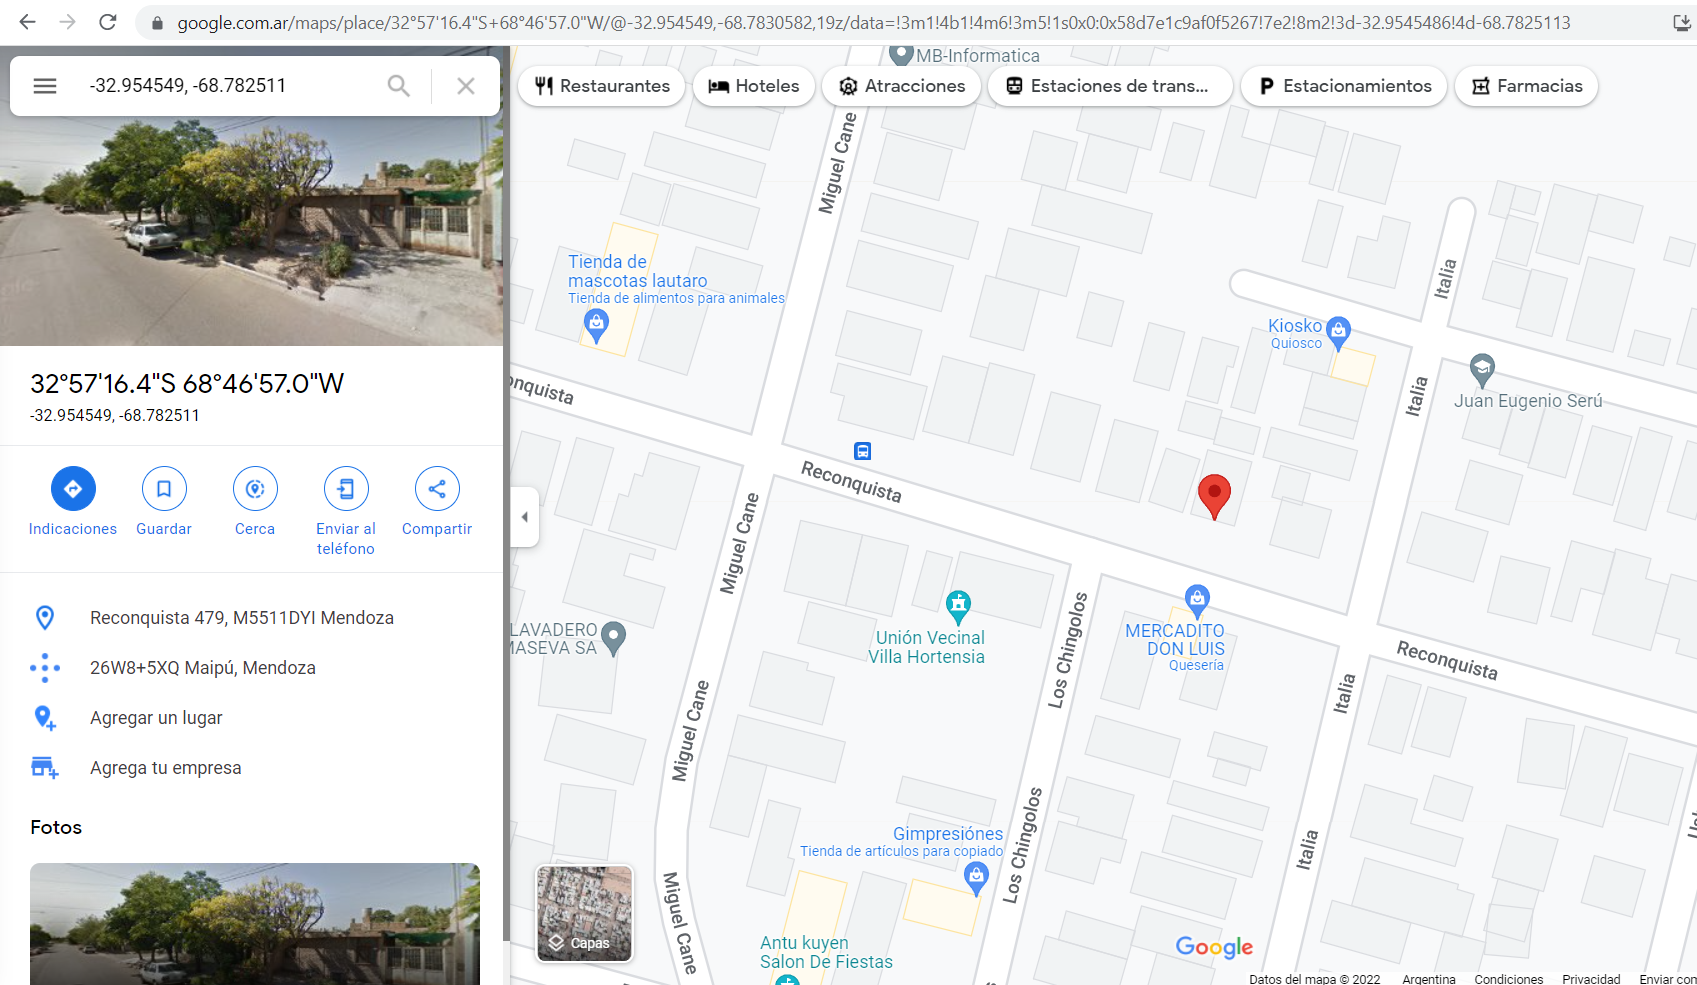 google.com.ar/maps/place/32°57'16.4"S+68°46'57.0"W/@-32.954549,-68.7830582,19z/data=!3m1!4b1!4m6!3m5!1s0x0:0x58d7e1c9af0f5267!7e2!8m2!3d-32.9545486!4d-68.7825113
-32.954549, -68.782511
Restaurantes
Hoteles
Atracciones
Estaciones de trans...
Estacionamientos
Farmacias
32°57'16.4"S 68°46'57.0"W
-32.954549, -68.782511
Indicaciones
Guardar
Cerca
Enviar al
teléfono
Compartir
Reconquista 479, M5511DYI Mendoza
26W8+5XQ Maipú, Mendoza
Agregar un lugar
Agrega tu empresa
Fotos
MB-Informatica
Miguel Cane
Tienda de
mascotas lautaro
Tienda de alimentos para animales
Italia
Kiosko
Quiosco
Juan Eugenio Serú
Italia
onquista
Reconquista
Miguel Cane
LAVADERO
MASEVA SA
Unión Vecinal
Villa Hortensia
Los Chingolos
MERCADITO
DON LUIS
Quesería
Reconquista
Italia
Miguel Cane
Gimpresiónes
Tienda de artículos para copiado
Los Chingolos
Italia
Miguel Cane
Capas
Antu kuyen
Salon De Fiestas
Google
Datos del mapa © 2022
Argentina
Condiciones
Privacidad
Enviar con